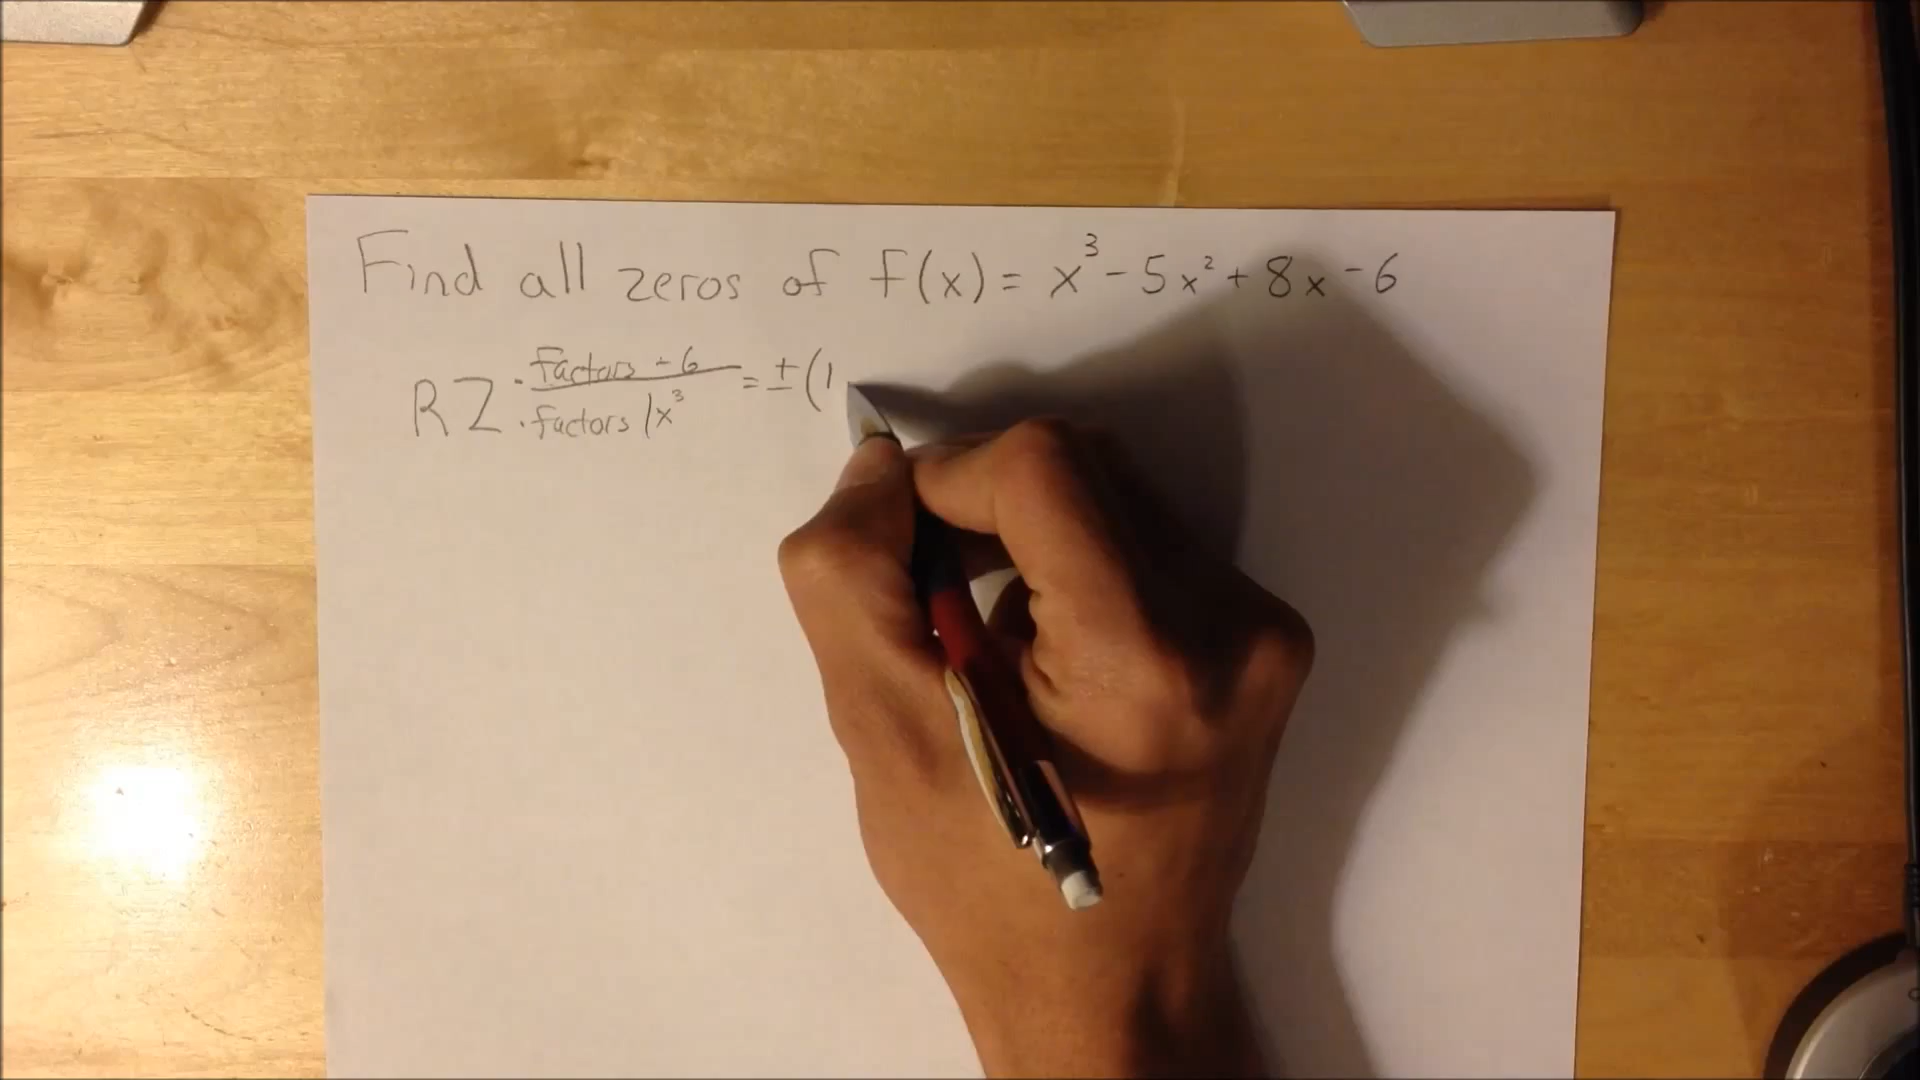 Find all zeros of f(x) = x³ - 5x² + 8x - 6
RZ: factors - 6 / factors 1x³ = ± (1